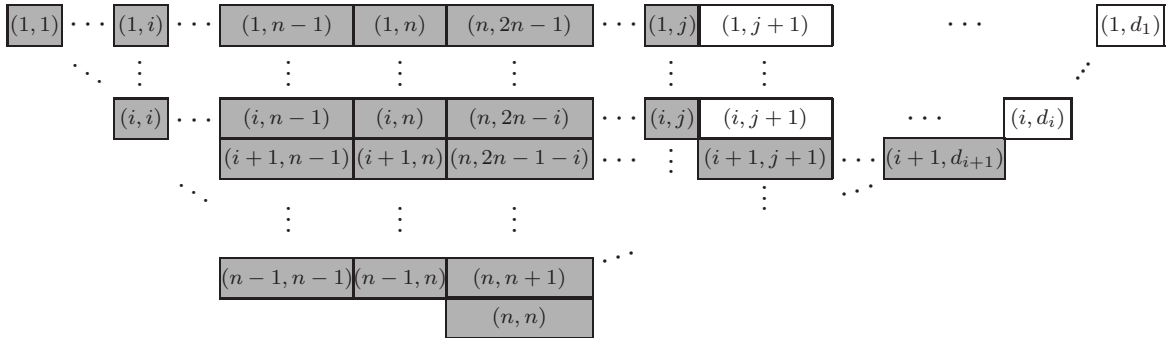 (1, 1) ··· (1, i) ··· (1, n − 1) (1, n) (n, 2n − 1) ··· (1, j) (1, j + 1) ··· (1, d₁)
(i, i) ··· (i, n − 1) (i, n) (n, 2n − i) ··· (i, j) (i, j + 1) ··· (i, dᵢ)
(i + 1, n − 1) (i + 1, n) (n, 2n − 1 − i) ··· (i + 1, j + 1) ··· (i + 1, dᵢ₊₁)
(n − 1, n − 1) (n − 1, n) (n, n + 1)
(n, n)